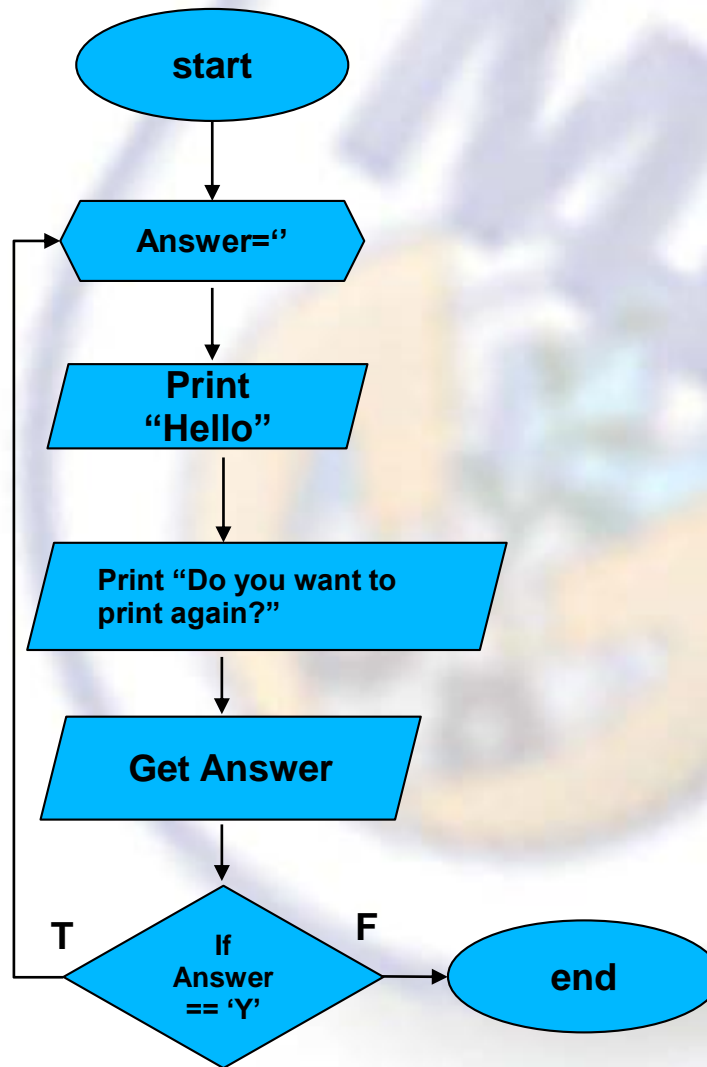 start
Answer=‘’
Print
“Hello”
Print “Do you want to
print again?”
Get Answer
T
F
If
Answer
== ‘Y’
end